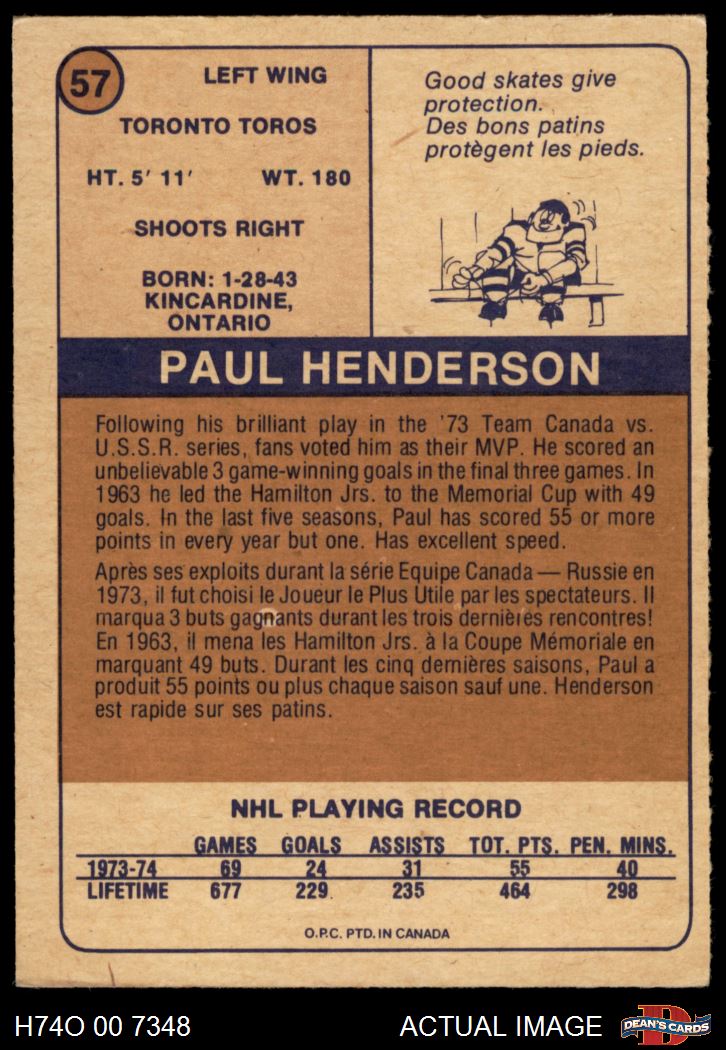 57
LEFT WING
TORONTO TOROS
HT. 5' 11' WT. 180
SHOOTS RIGHT
BORN: 1-28-43
KINCARDINE,
ONTARIO
Good skates give
protection.
Des bons patins
protègent les pieds.
PAUL HENDERSON
Following his brilliant play in the '73 Team Canada vs.
U.S.S.R. series, fans voted him as their MVP. He scored an
unbelievable 3 game-winning goals in the final three games. In
1963 he led the Hamilton Jrs. to the Memorial Cup with 49
goals. In the last five seasons, Paul has scored 55 or more
points in every year but one. Has excellent speed.
Après ses exploits durant la série Equipe Canada — Russie en
1973, il fut choisi le Joueur le Plus Utile par les spectateurs. Il
marqua 3 buts gagnants durant les trois dernières rencontres!
En 1963, il mena les Hamilton Jrs. à la Coupe Mémoriale en
marquant 49 buts. Durant les cinq dernières saisons, Paul a
produit 55 points ou plus chaque saison sauf une. Henderson
est rapide sur ses patins.
NHL PLAYING RECORD
GAMES GOALS ASSISTS TOT. PTS. PEN. MINS.
1973-74 69 24 31 55 40
LIFETIME 677 229 235 464 298
O.P.C. PTD. IN CANADA
H74O 00 7348 ACTUAL IMAGE DEAN'S CARDS